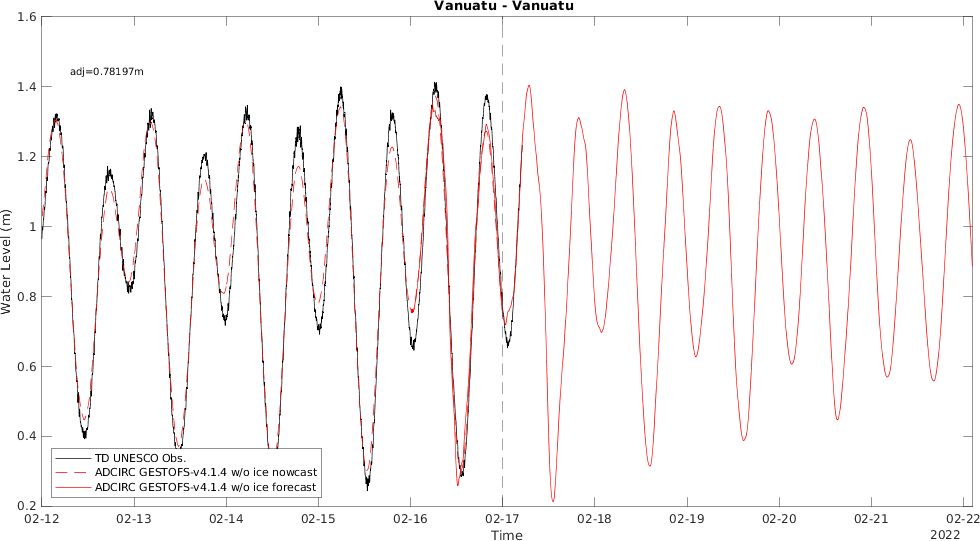 Vanuatu - Vanuatu
adj=0.78197m
1.6
1.4
1.2
1
0.8
0.6
0.4
0.2
Water Level (m)
TD UNESCO Obs.
ADCIRC GESTOFS-v4.1.4 w/o ice nowcast
ADCIRC GESTOFS-v4.1.4 w/o ice forecast
02-12 02-13 02-14 02-15 02-16 02-17 02-18 02-19 02-20 02-21 02-22
Time
2022